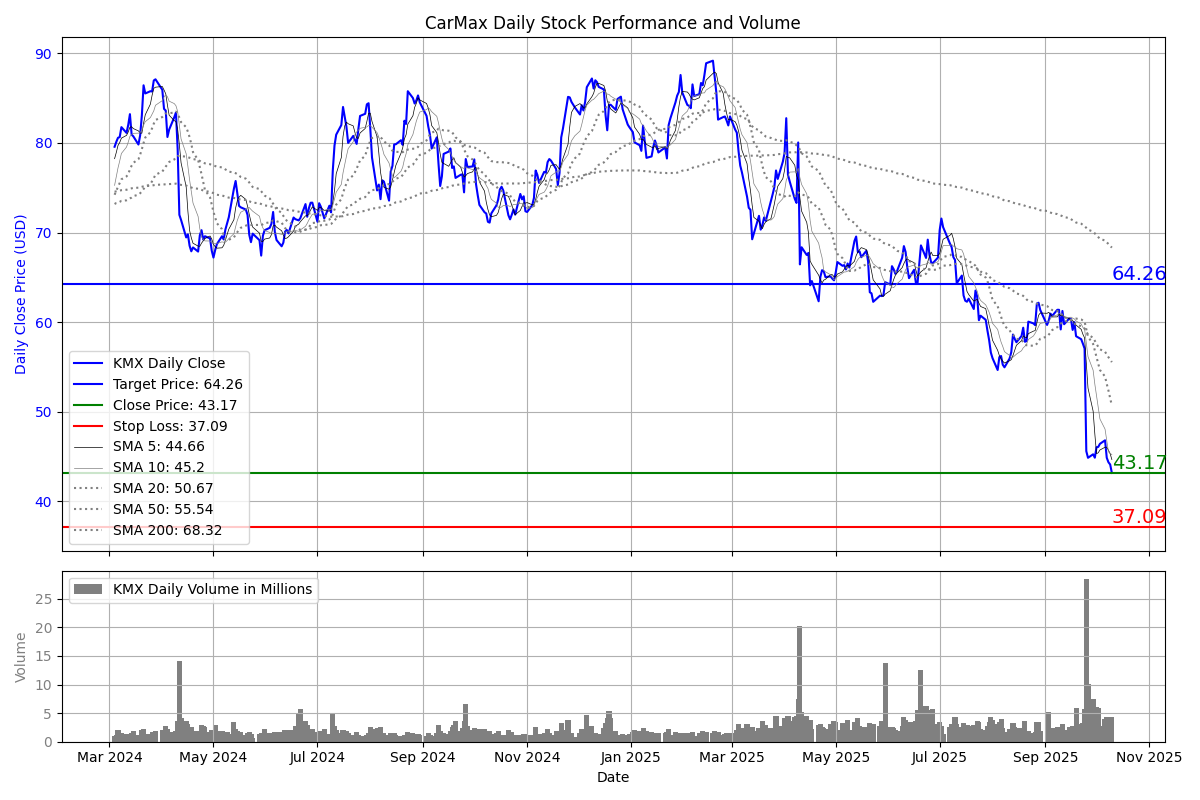 CarMax Daily Stock Performance and Volume
90
80
70
60
50
40
Daily Close Price (USD)
64.26
43.17
37.09
KMX Daily Close
Target Price: 64.26
Close Price: 43.17
Stop Loss: 37.09
SMA 5: 44.66
SMA 10: 45.2
SMA 20: 50.67
SMA 50: 55.54
SMA 200: 68.32
KMX Daily Volume in Millions
25
20
15
10
5
0
Volume
Mar 2024 May 2024 Jul 2024 Sep 2024 Nov 2024 Jan 2025 Mar 2025 May 2025 Jul 2025 Sep 2025 Nov 2025
Date